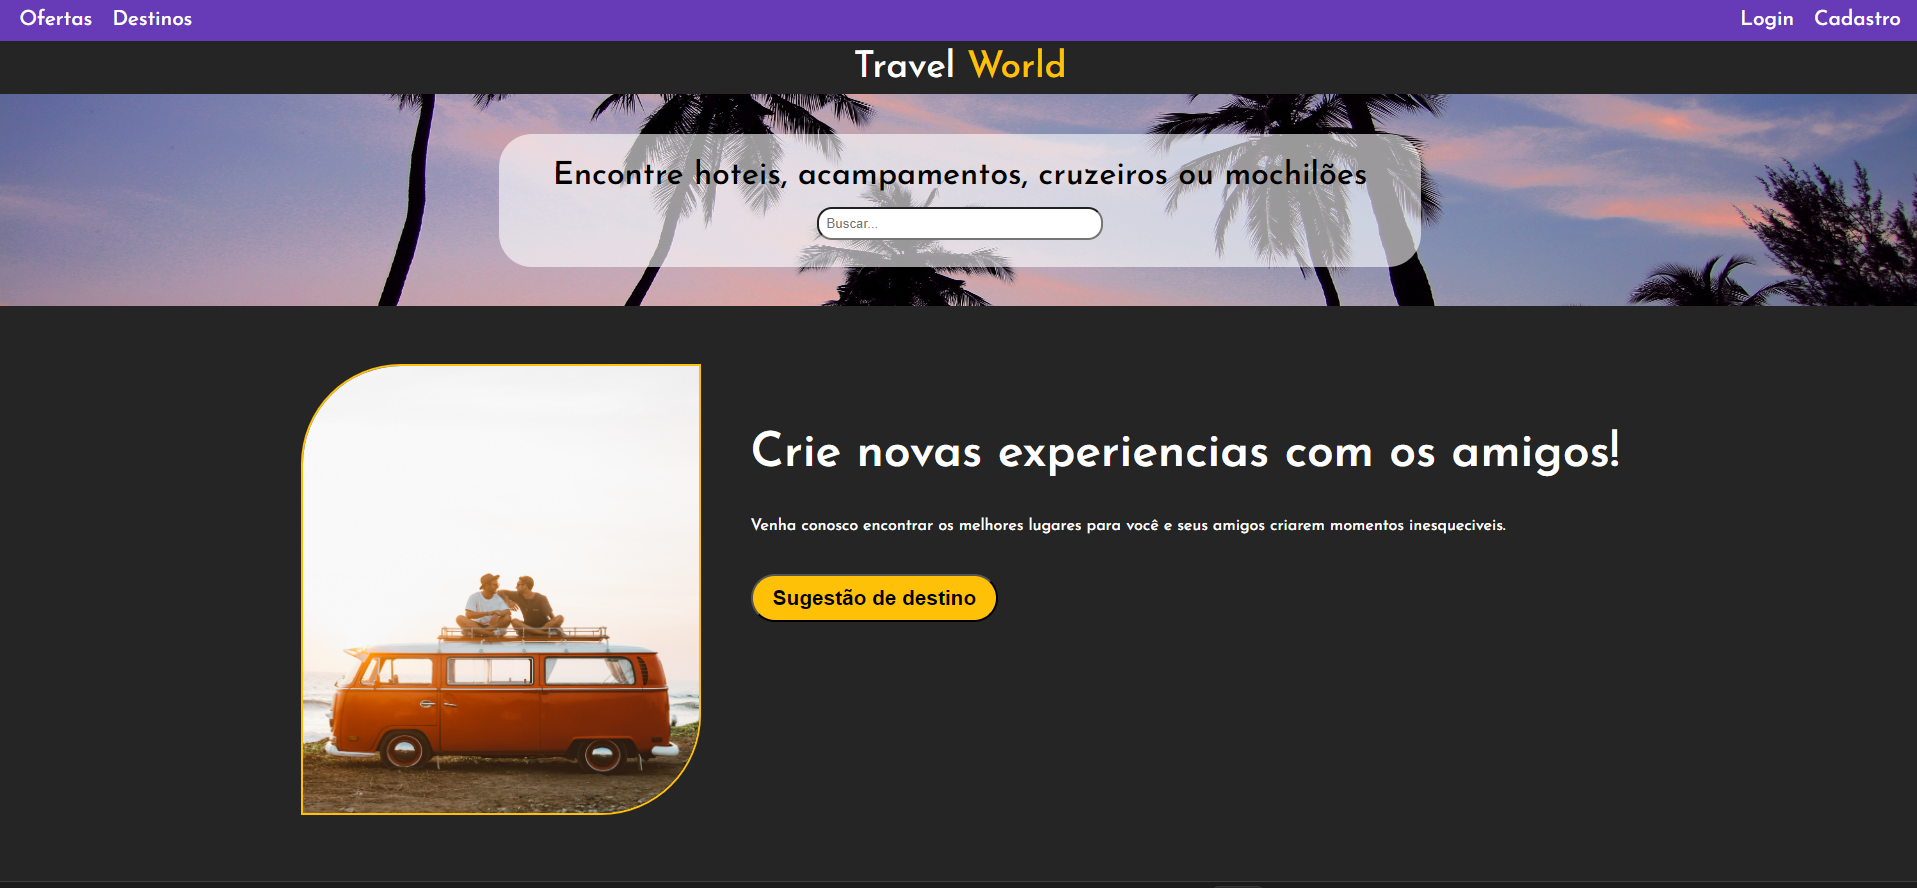 Ofertas Destinos Login Cadastro
Travel World
Encontre hoteis, acampamentos, cruzeiros ou mochilões
Buscar...
Crie novas experiencias com os amigos!
Venha conosco encontrar os melhores lugares para você e seus amigos criarem momentos inesqueciveis.
Sugestão de destino